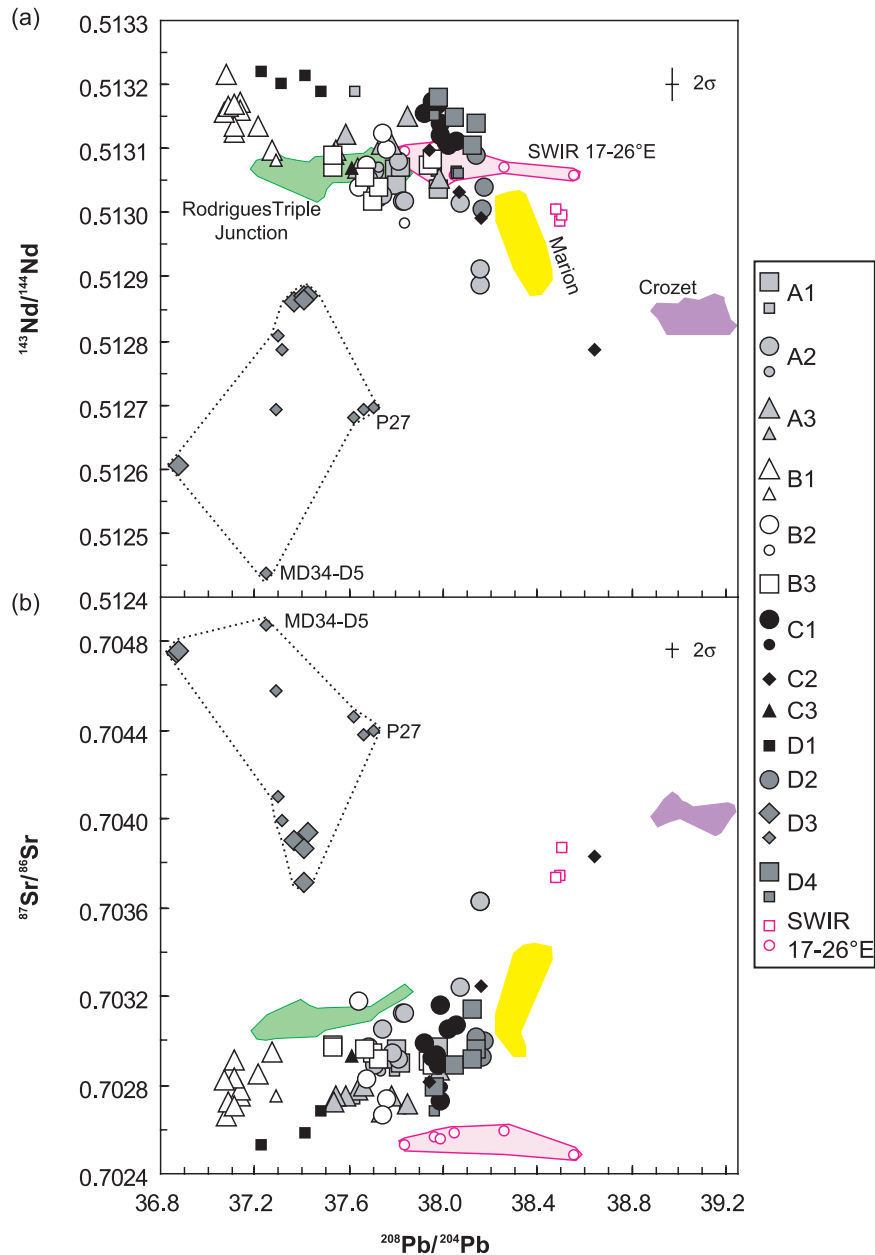 (a)
0.5133
0.5132
0.5131
0.5130
0.5129
0.5128
0.5127
0.5126
0.5125
0.5124
143Nd/144Nd
2σ
SWIR 17-26°E
RodriguesTriple
Junction
Marion
Crozet
P27
MD34-D5
(b)
0.7048
0.7044
0.7040
0.7036
0.7032
0.7028
0.7024
87Sr/86Sr
MD34-D5
2σ
P27
36.8
37.2
37.6
38.0
38.4
38.8
39.2
208Pb/204Pb
A1
A2
A3
B1
B2
B3
C1
C2
C3
D1
D2
D3
D4
SWIR
17-26°E